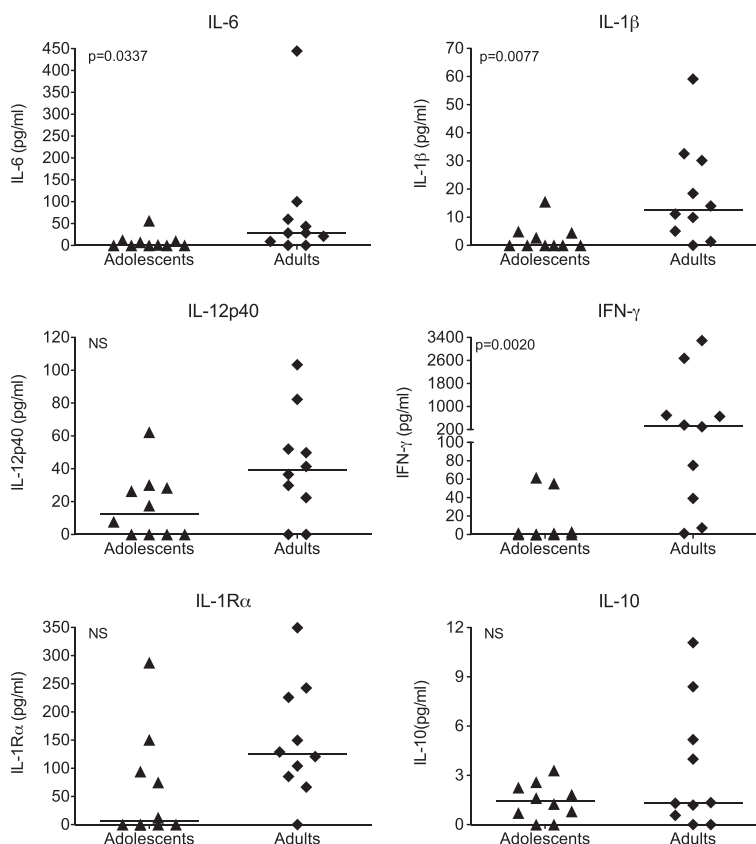 IL-6
p=0.0337
IL-6 (pg/ml)
450
400
350
300
250
200
150
100
50
0
Adolescents Adults
IL-1β
p=0.0077
IL-1β (pg/ml)
70
60
50
40
30
20
10
0
Adolescents Adults
IL-12p40
NS
IL-12p40 (pg/ml)
120
100
80
60
40
20
0
Adolescents Adults
IFN-γ
p=0.0020
IFN-γ (pg/ml)
3400
2600
1800
1000
200
100
80
60
40
20
0
Adolescents Adults
IL-1Rα
NS
IL-1Rα (pg/ml)
350
300
250
200
150
100
50
0
Adolescents Adults
IL-10
NS
IL-10(pg/ml)
12
9
6
3
0
Adolescents Adults